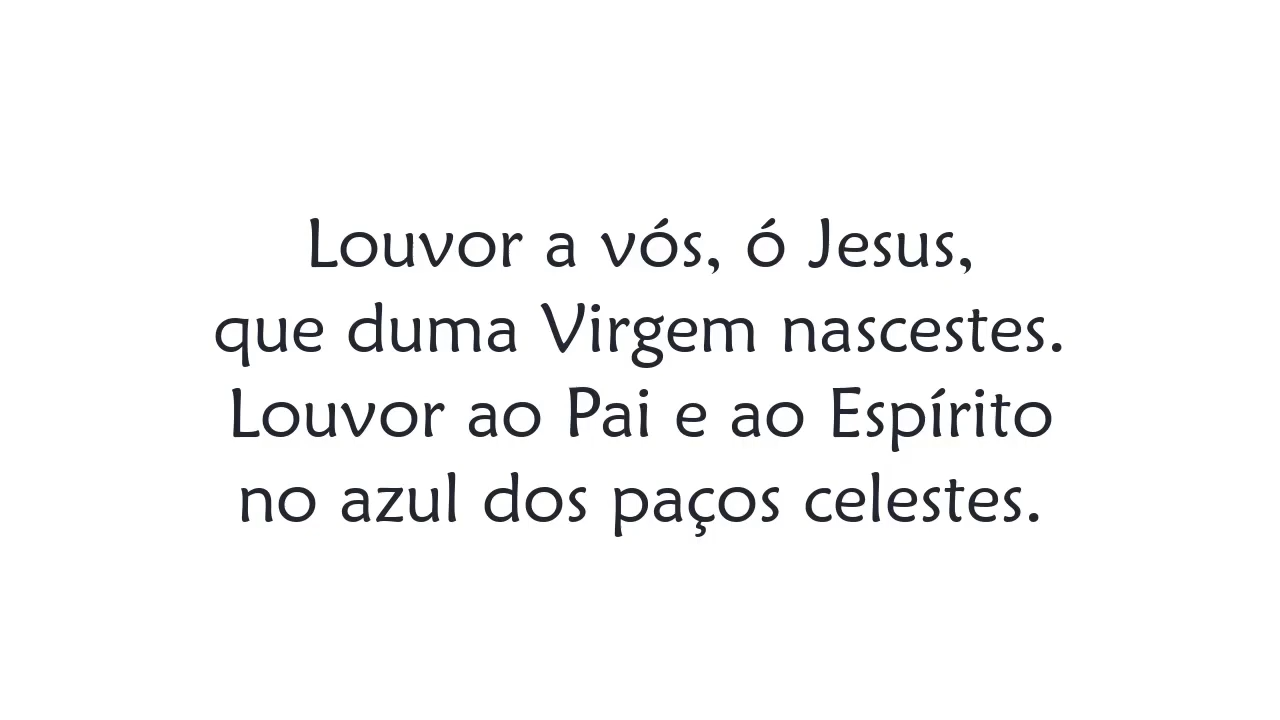 Louvor a vós, ó Jesus,
que duma Virgem nascestes.
Louvor ao Pai e ao Espírito
no azul dos paços celestes.